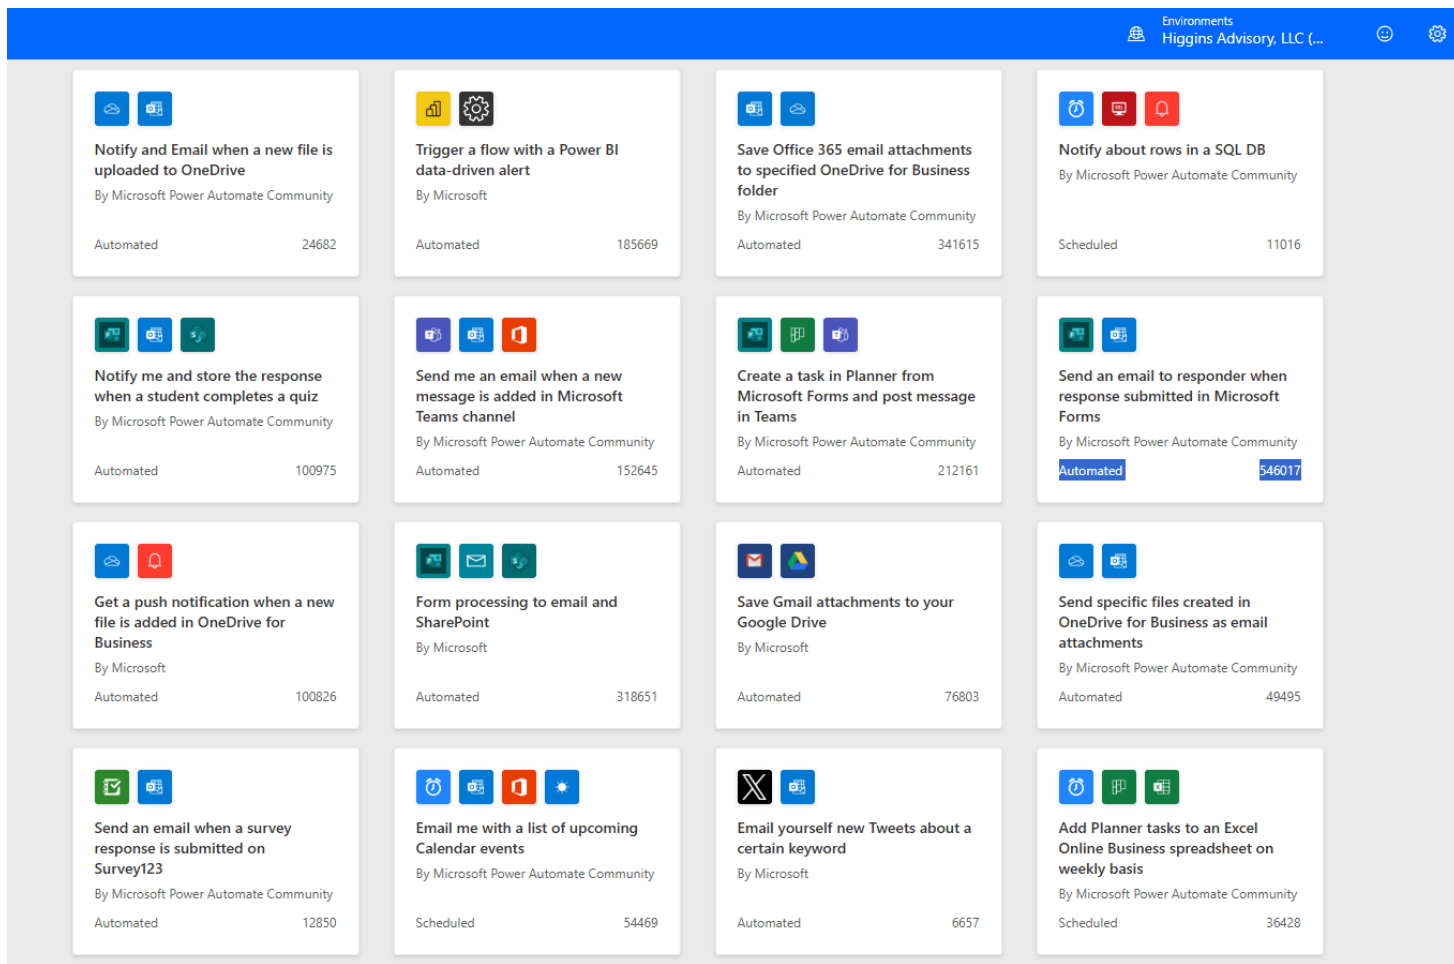 Environments
Higgins Advisory, LLC (...
Notify and Email when a new file is
uploaded to OneDrive
By Microsoft Power Automate Community
Automated 24682
Trigger a flow with a Power BI
data-driven alert
By Microsoft
Automated 185669
Save Office 365 email attachments
to specified OneDrive for Business
folder
By Microsoft Power Automate Community
Automated 341615
Notify about rows in a SQL DB
By Microsoft Power Automate Community
Scheduled 11016
Notify me and store the response
when a student completes a quiz
By Microsoft Power Automate Community
Automated 100975
Send me an email when a new
message is added in Microsoft
Teams channel
By Microsoft Power Automate Community
Automated 152645
Create a task in Planner from
Microsoft Forms and post message
in Teams
By Microsoft Power Automate Community
Automated 212161
Send an email to responder when
response submitted in Microsoft
Forms
By Microsoft Power Automate Community
Automated 546017
Get a push notification when a new
file is added in OneDrive for
Business
By Microsoft
Automated 100826
Form processing to email and
SharePoint
By Microsoft
Automated 318651
Save Gmail attachments to your
Google Drive
By Microsoft
Automated 76803
Send specific files created in
OneDrive for Business as email
attachments
By Microsoft Power Automate Community
Automated 49495
Send an email when a survey
response is submitted on
Survey123
By Microsoft Power Automate Community
Automated 12850
Email me with a list of upcoming
Calendar events
By Microsoft Power Automate Community
Scheduled 54469
Email yourself new Tweets about a
certain keyword
By Microsoft
Automated 6657
Add Planner tasks to an Excel
Online Business spreadsheet on
weekly basis
By Microsoft Power Automate Community
Scheduled 36428